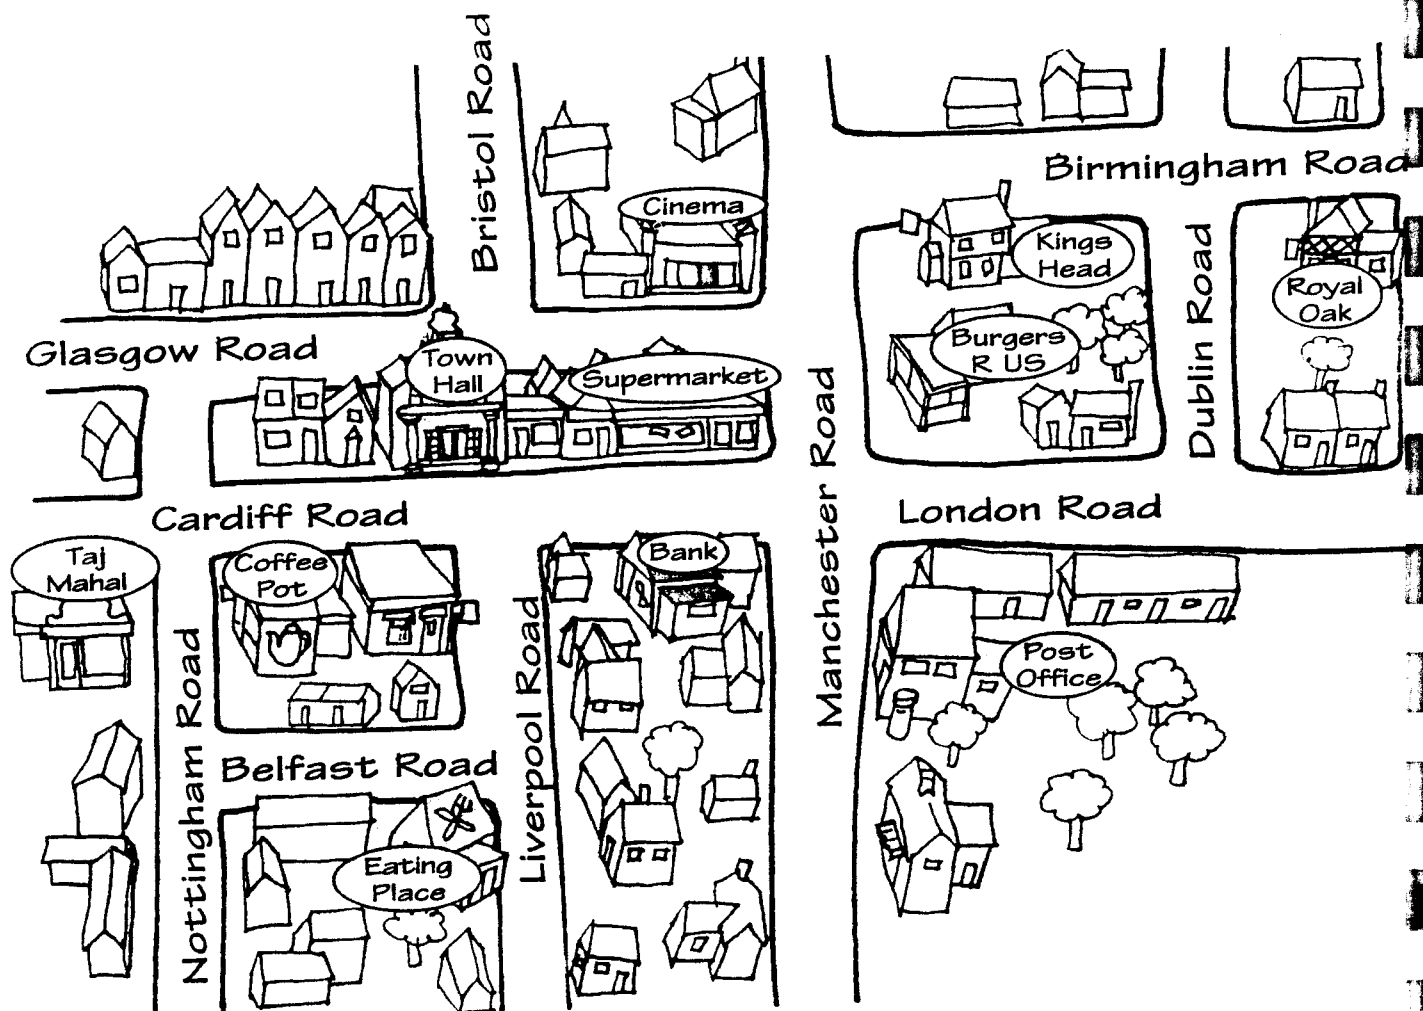 Bristol Road
Birmingham Road
Cinema
Kings
Head
Dublin Road
Royal
Oak
Glasgow Road
Town
Hall
Supermarket
Burgers
R US
Manchester Road
Cardiff Road
London Road
Taj
Mahal
Coffee
Pot
Bank
Liverpool Road
Post
Office
Nottingham Road
Belfast Road
Eating
Place